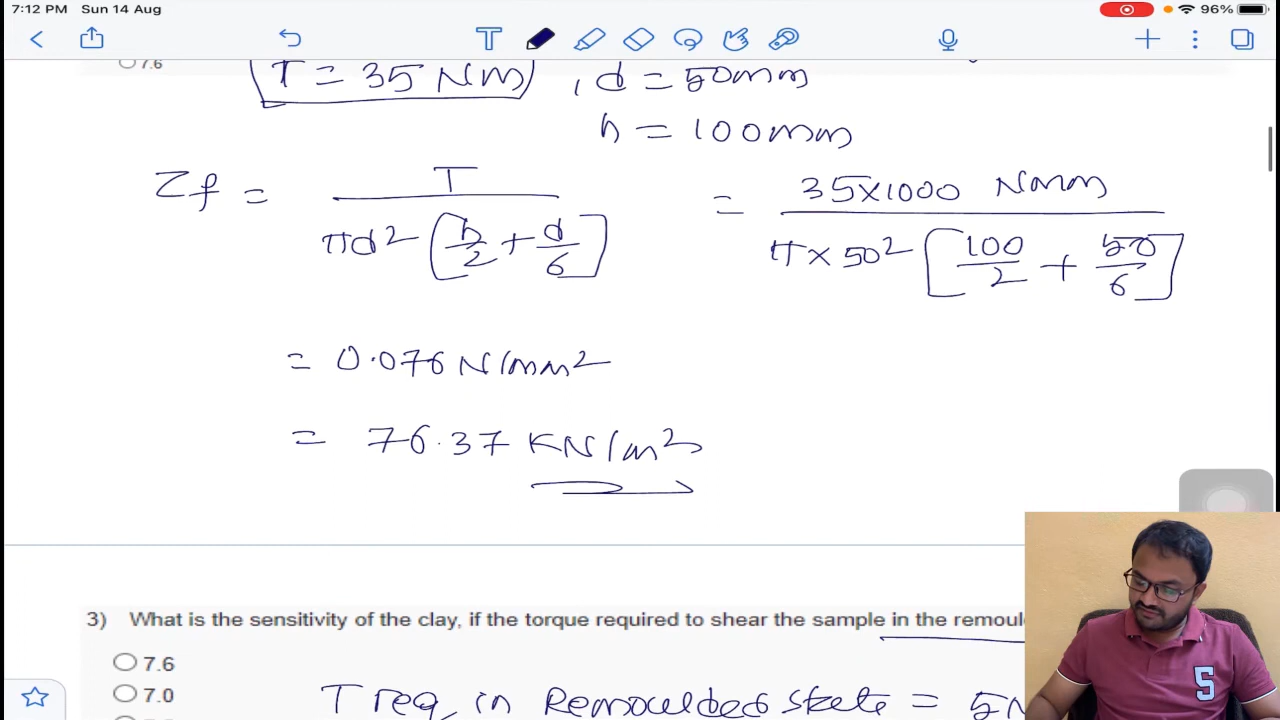 7:12 PM Sun 14 Aug
96%
T
7.6
T = 35 Nm , d = 50mm
h = 100mm
τf = T / πd² [h/2 + d/6] = 35×1000 Nmm / π × 50² [100/2 + 50/6]
= 0.076 N/mm²
= 76.37 KN/m²
3) What is the sensitivity of the clay, if the torque required to shear the sample in the remoul
7.6
7.0
T req. in Remoulded state = 5N
5